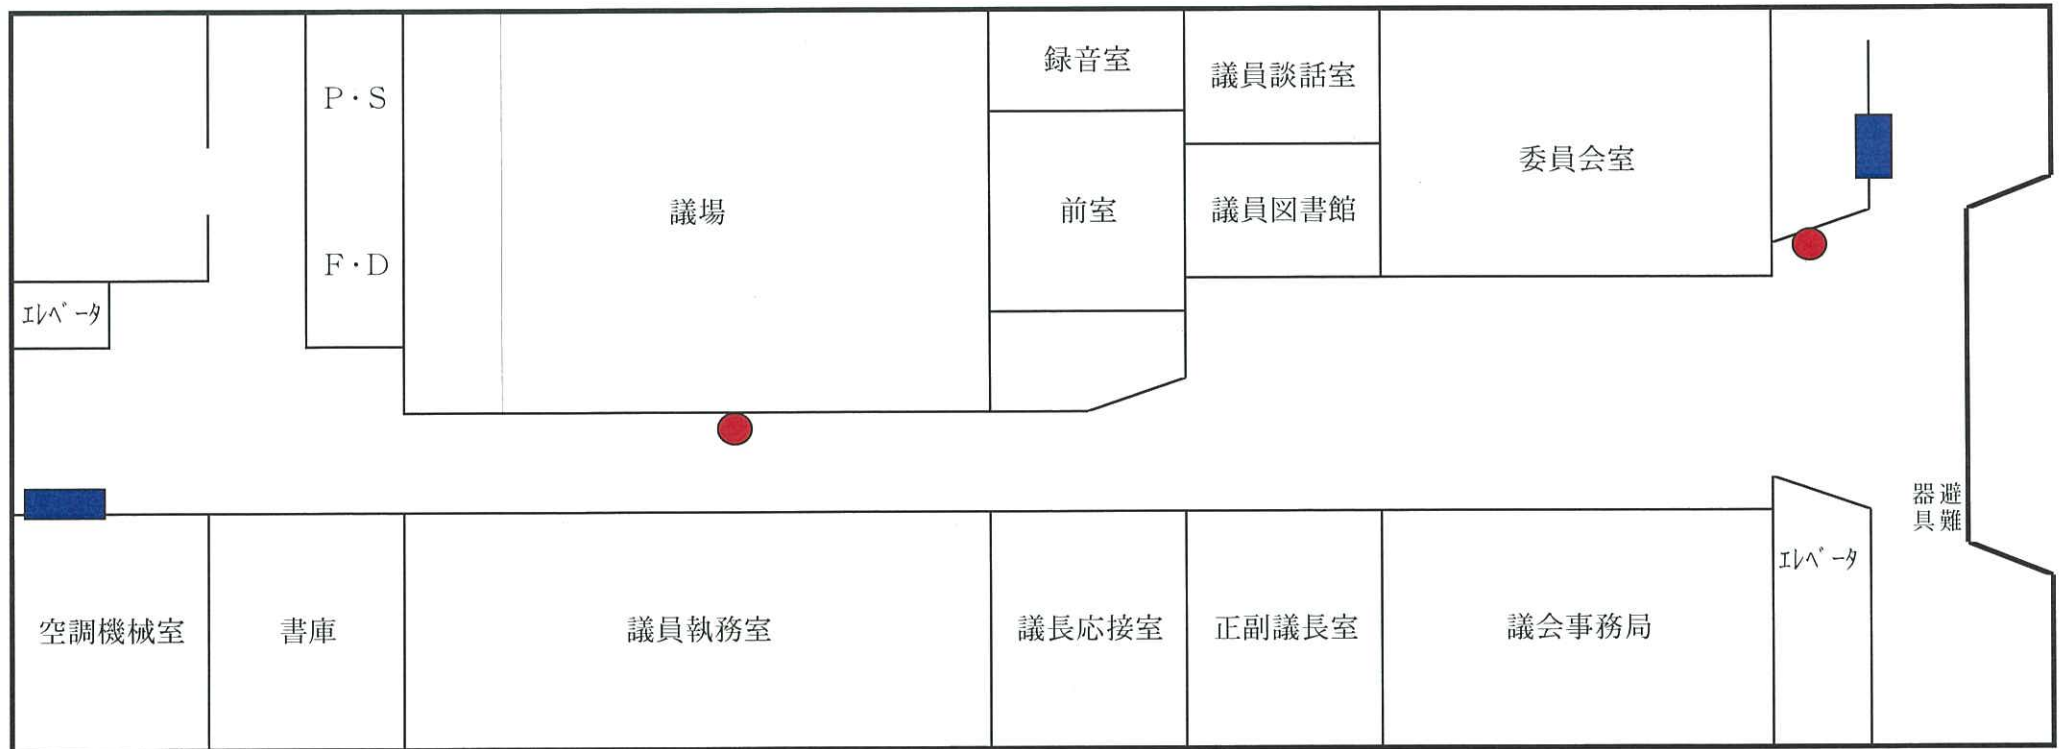 録音室
議員談話室
P・S
委員会室
議場
前室
議員図書館
F・D
エレベータ
避難
器具
エレベータ
空調機械室
書庫
議員執務室
議長応接室
正副議長室
議会事務局